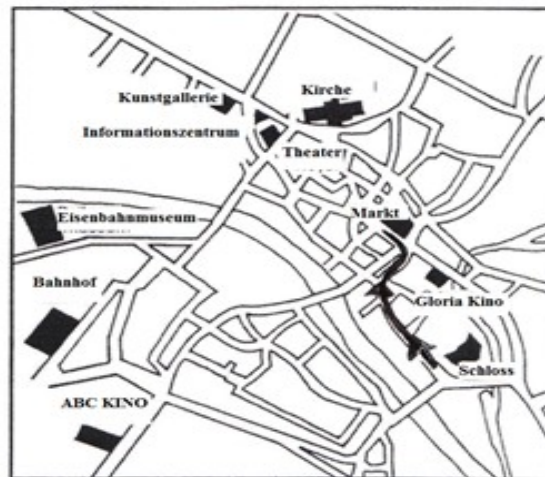 Kirche
Kunstgallerie
Informationszentrum
Theater
Markt
Eisenbahnmuseum
Bahnhof
Gloria Kino
Schloss
ABC KINO